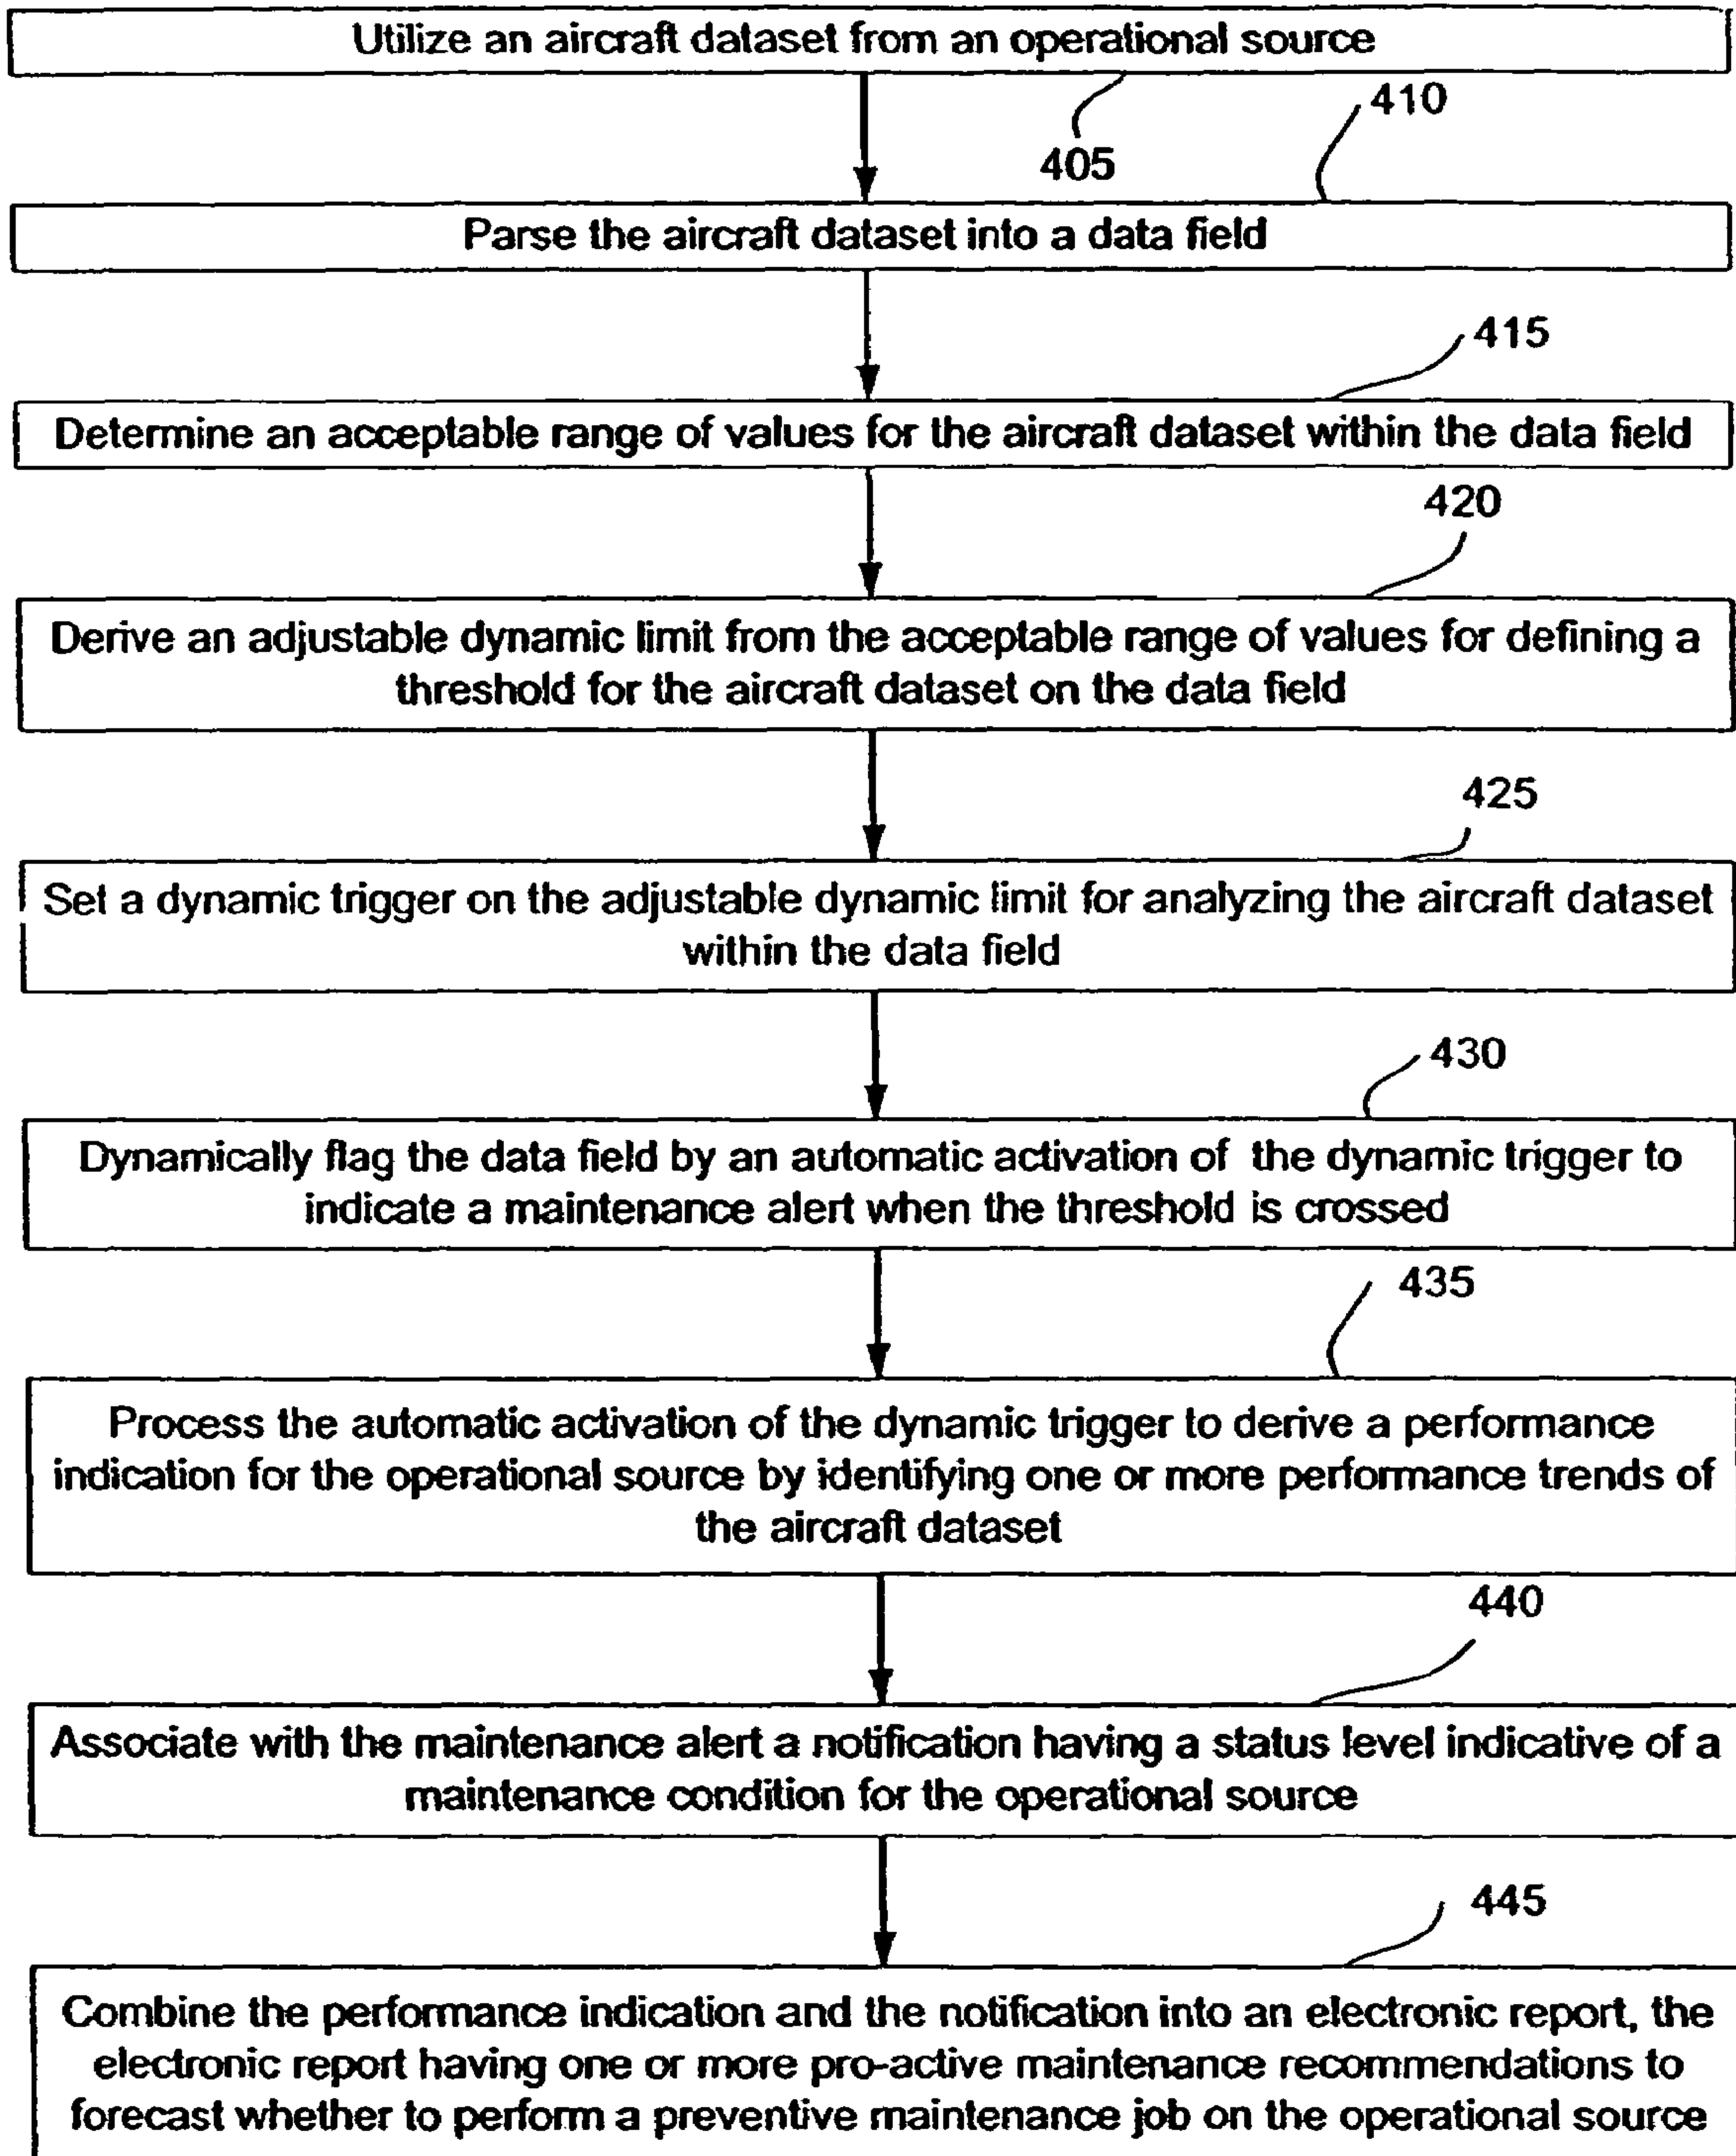 Utilize an aircraft dataset from an operational source
405
410
Parse the aircraft dataset into a data field
415
Determine an acceptable range of values for the aircraft dataset within the data field
420
Derive an adjustable dynamic limit from the acceptable range of values for defining a
threshold for the aircraft dataset on the data field
425
Set a dynamic trigger on the adjustable dynamic limit for analyzing the aircraft dataset
within the data field
430
Dynamically flag the data field by an automatic activation of the dynamic trigger to
indicate a maintenance alert when the threshold is crossed
435
Process the automatic activation of the dynamic trigger to derive a performance
indication for the operational source by identifying one or more performance trends of
the aircraft dataset
440
Associate with the maintenance alert a notification having a status level indicative of a
maintenance condition for the operational source
445
Combine the performance indication and the notification into an electronic report, the
electronic report having one or more pro-active maintenance recommendations to
forecast whether to perform a preventive maintenance job on the operational source